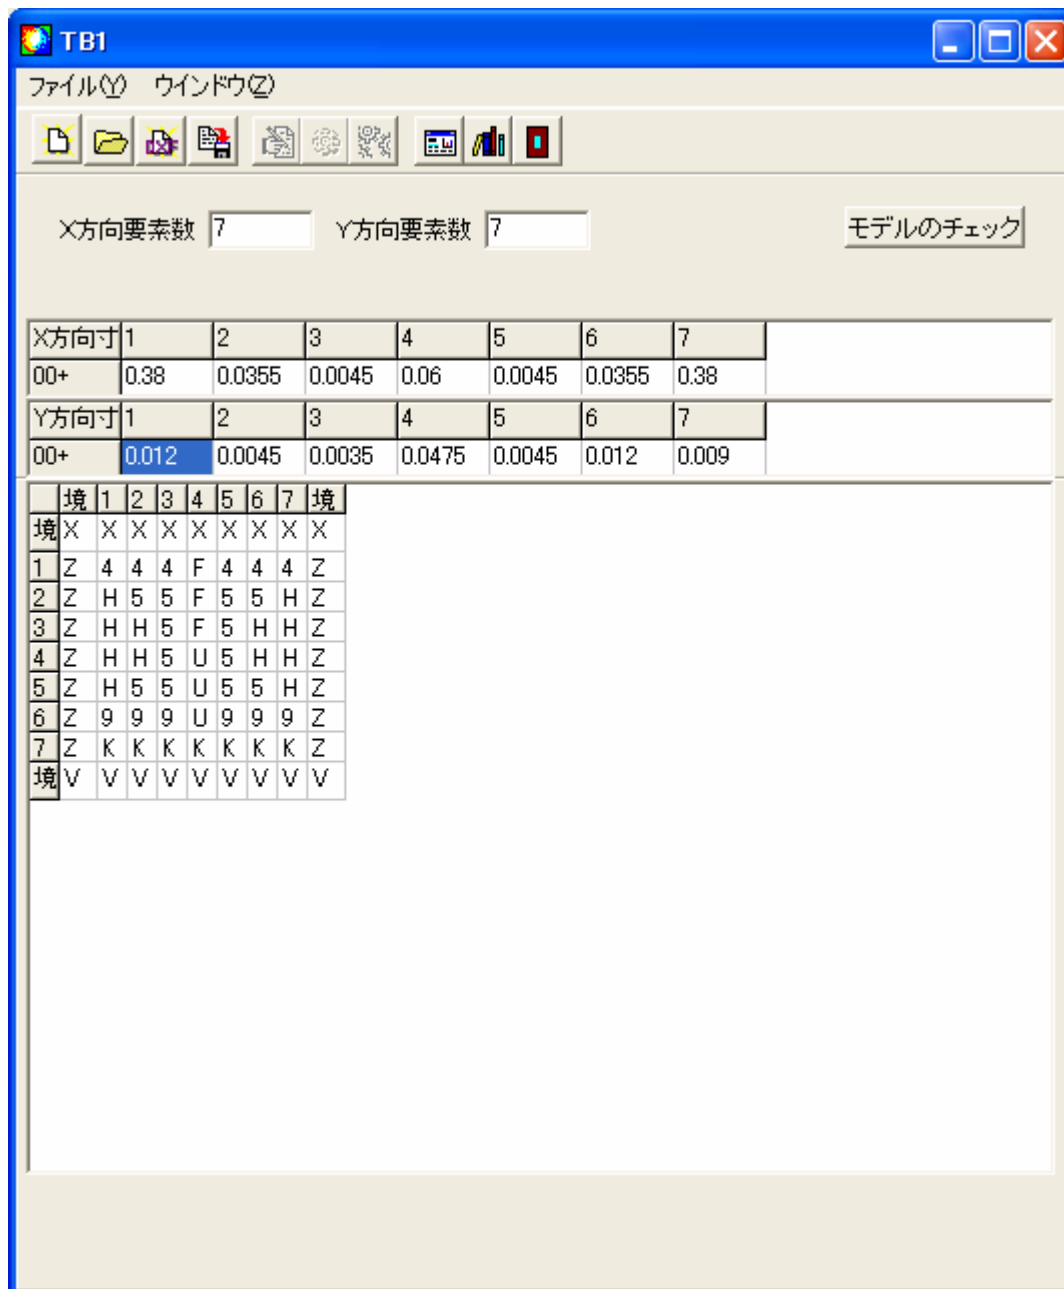 TB1
ファイル(Y) ウインドウ(Z)
X方向要素数 7 Y方向要素数 7 モデルのチェック
X方向寸 1 2 3 4 5 6 7
00+ 0.38 0.0355 0.0045 0.06 0.0045 0.0355 0.38
Y方向寸 1 2 3 4 5 6 7
00+ 0.012 0.0045 0.0035 0.0475 0.0045 0.012 0.009
境 1 2 3 4 5 6 7 境
境 X X X X X X X X X
1 Z 4 4 4 F 4 4 4 Z
2 Z H 5 5 F 5 5 H Z
3 Z H H 5 F 5 H H Z
4 Z H H 5 U 5 H H Z
5 Z H 5 5 U 5 5 H Z
6 Z 9 9 9 U 9 9 9 Z
7 Z K K K K K K K Z
境 V V V V V V V V V